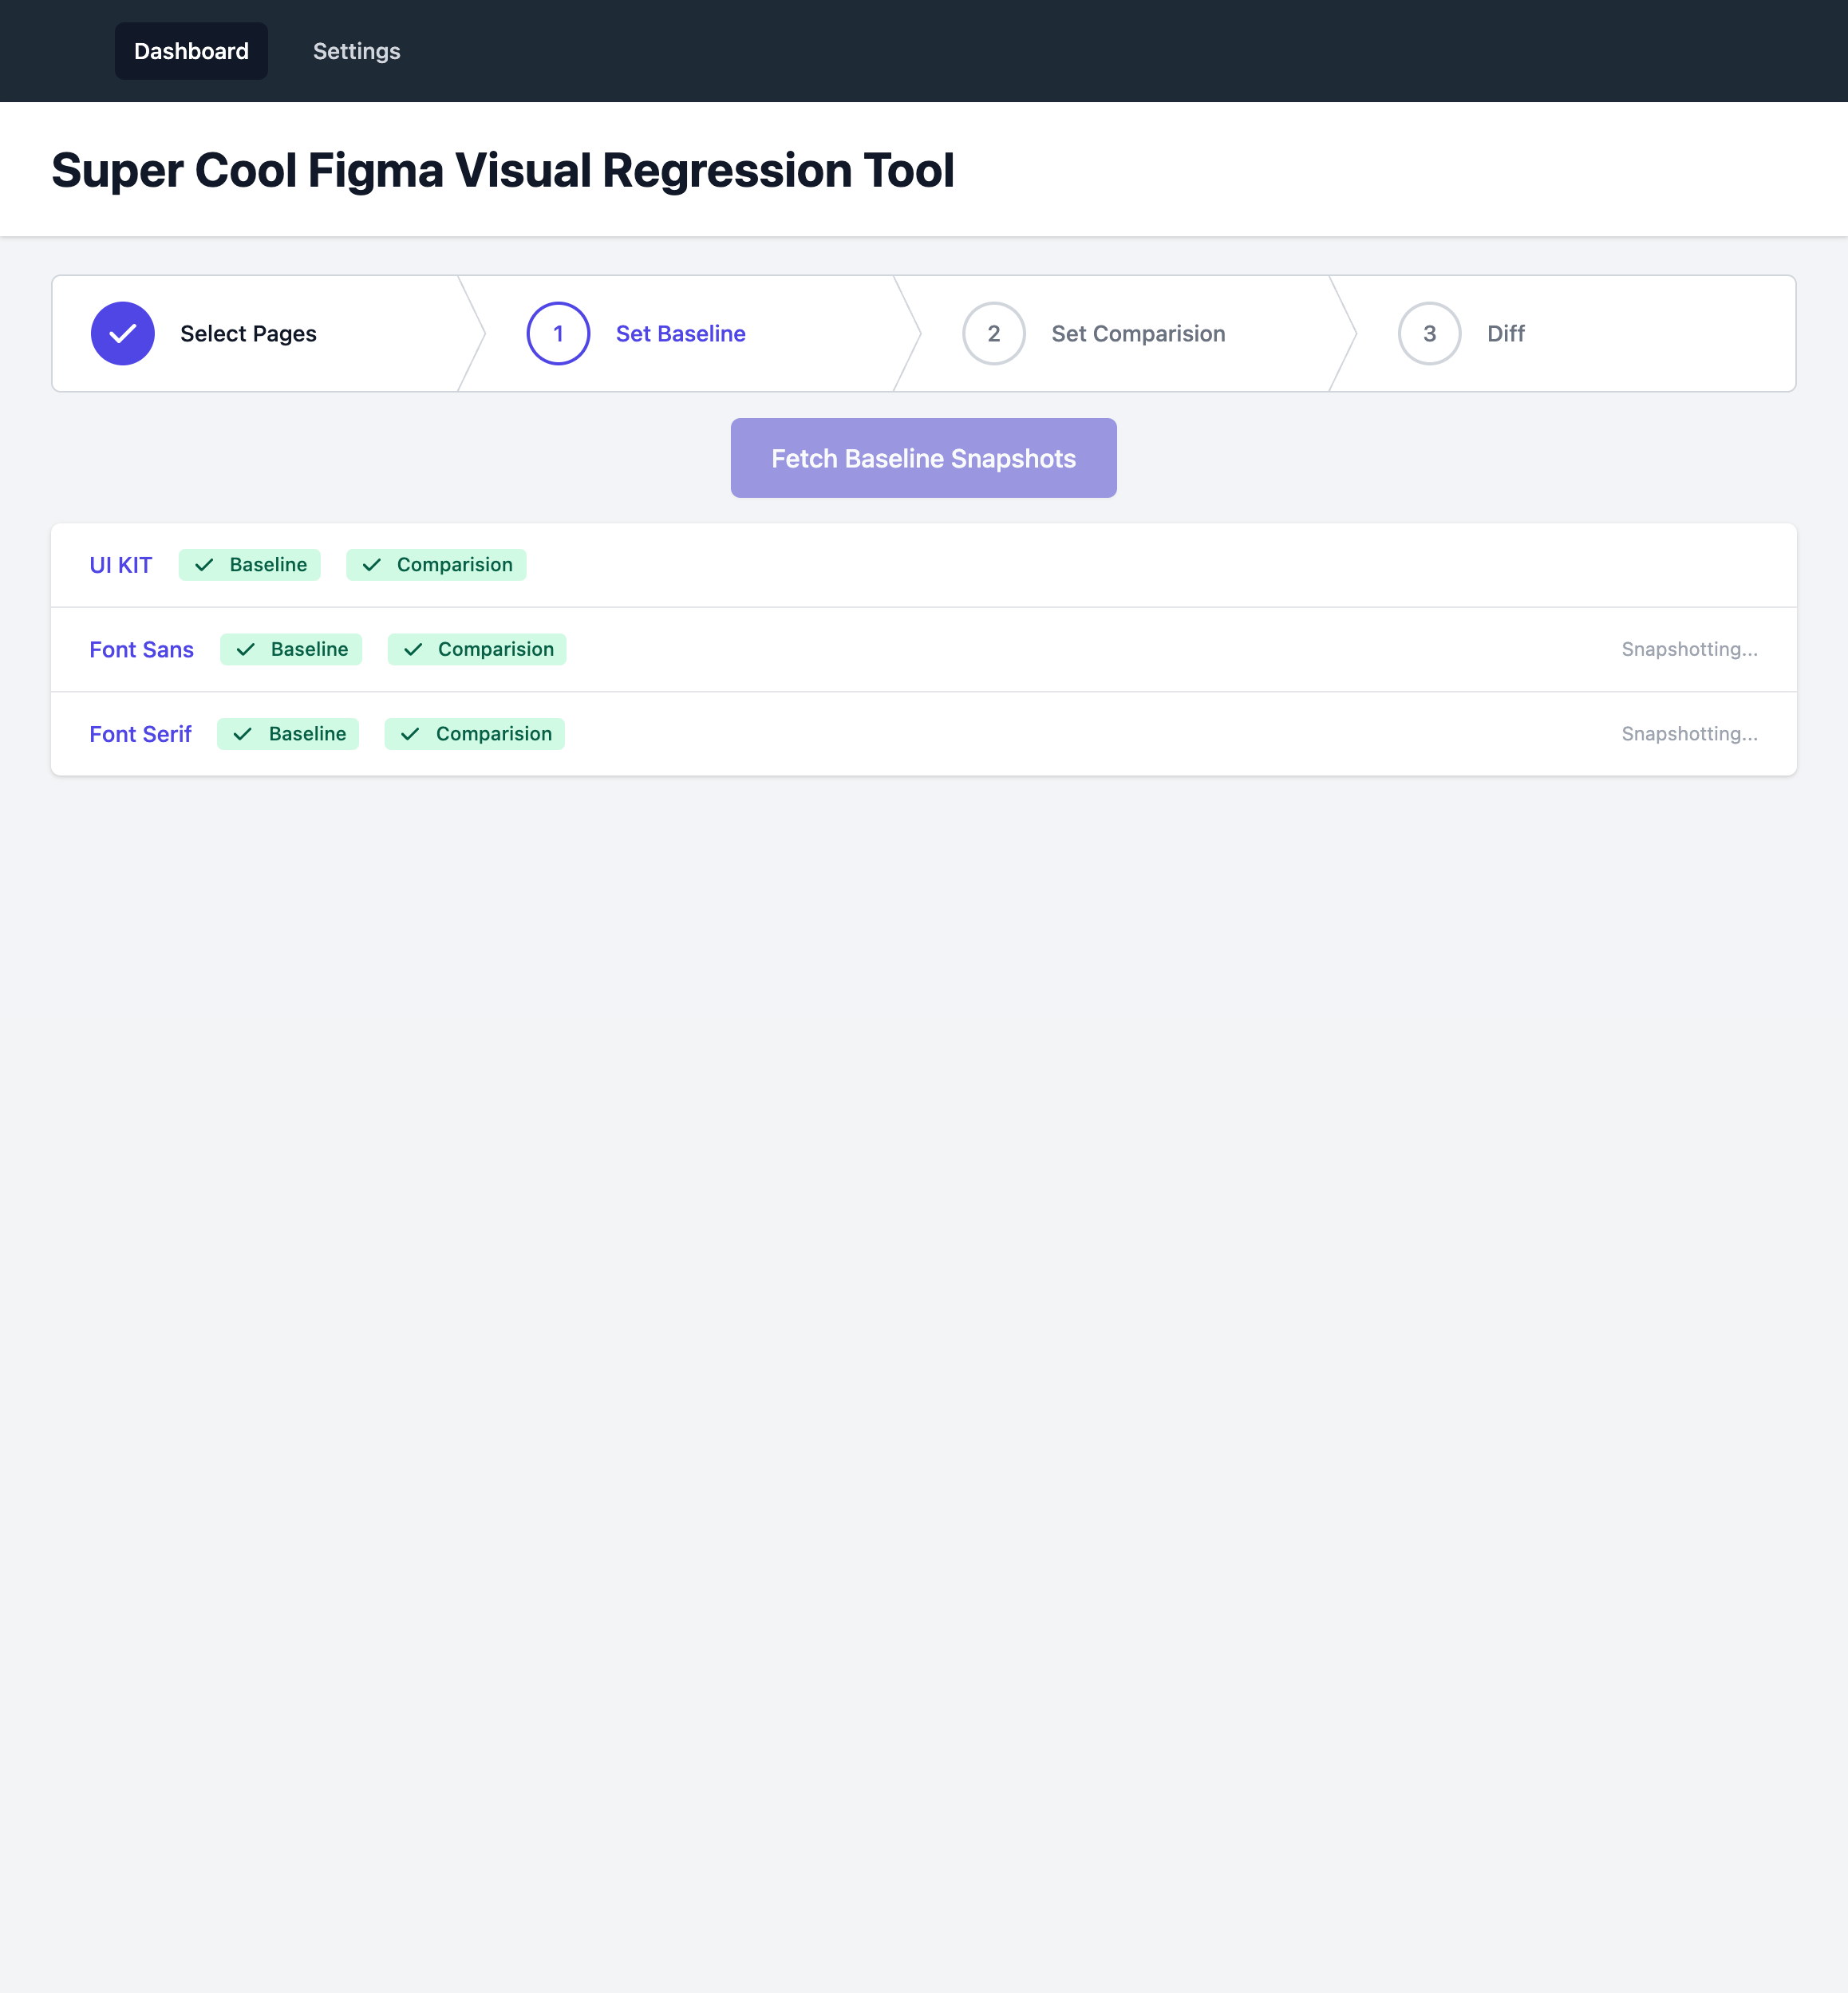 Dashboard Settings
Super Cool Figma Visual Regression Tool
Select Pages 1 Set Baseline 2 Set Comparision 3 Diff
Fetch Baseline Snapshots
UI KIT Baseline Comparision
Font Sans Baseline Comparision Snapshotting...
Font Serif Baseline Comparision Snapshotting...